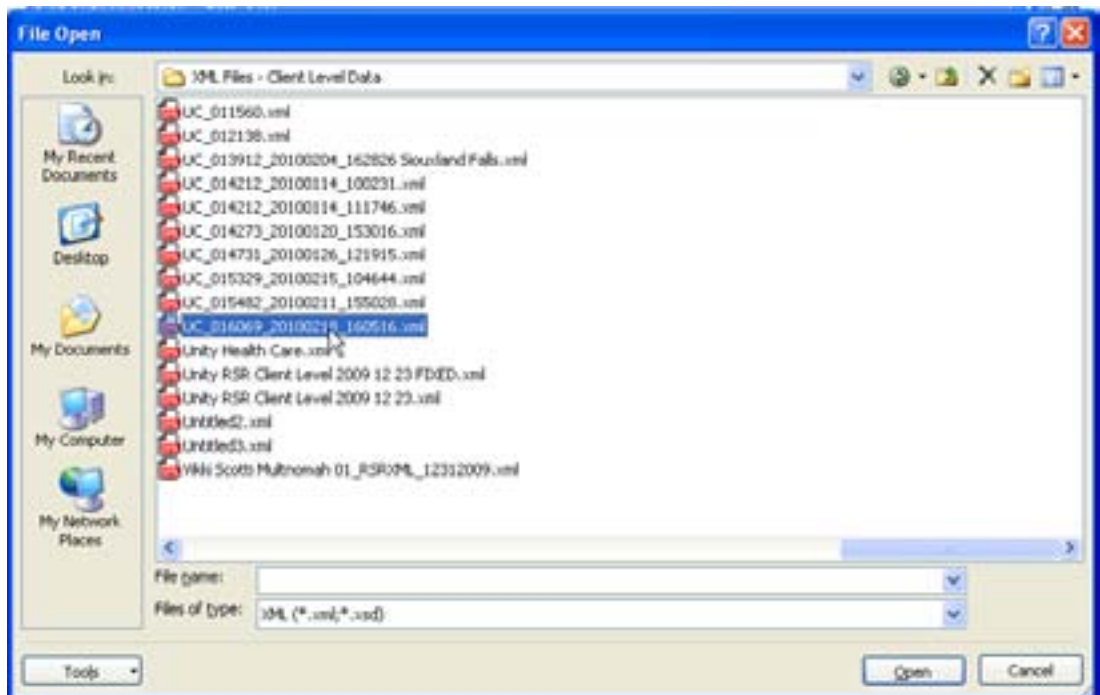 File Open
Look in:
XML Files - Client Level Data
My Recent
Documents
Desktop
My Documents
My Computer
My Network
Places
UC_011560.xml
UC_012138.xml
UC_013912_20100204_162826 Siouxland Falls.xml
UC_014212_20100114_100231.xml
UC_014212_20100114_111746.xml
UC_014273_20100120_153016.xml
UC_014731_20100126_121915.xml
UC_015329_20100215_104644.xml
UC_015482_20100211_155028.xml
Unity Health Care.xml
Unity RSR Client Level 2009 12 23 FIXED.xml
Unity RSR Client Level 2009 12 23.xml
Untitled2.xml
Untitled3.xml
Vikki Scotts Multnomah 01_RSRXML_12312009.xml
File name:
Files of type:
XML (*.xml;*.xsd)
Tools
Open
Cancel